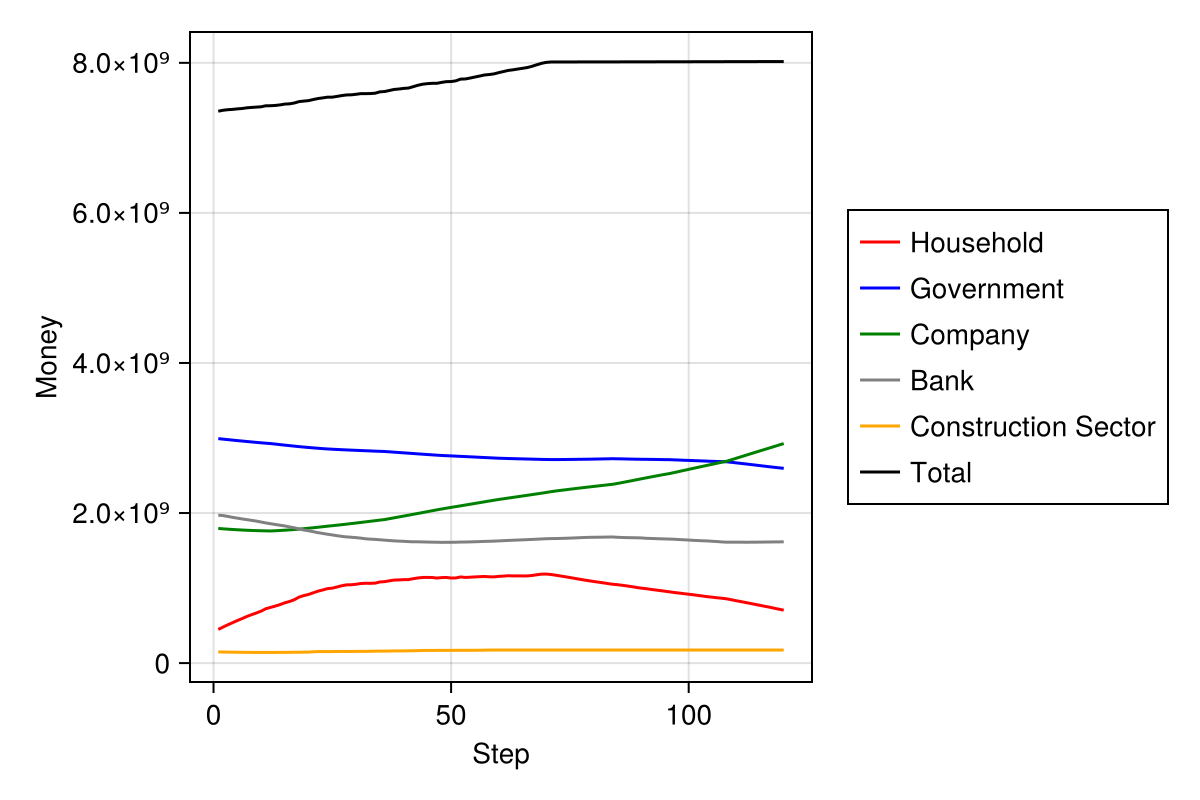 8.0×10⁹
6.0×10⁹
4.0×10⁹
2.0×10⁹
0
Money
0 50 100
Step
Household
Government
Company
Bank
Construction Sector
Total